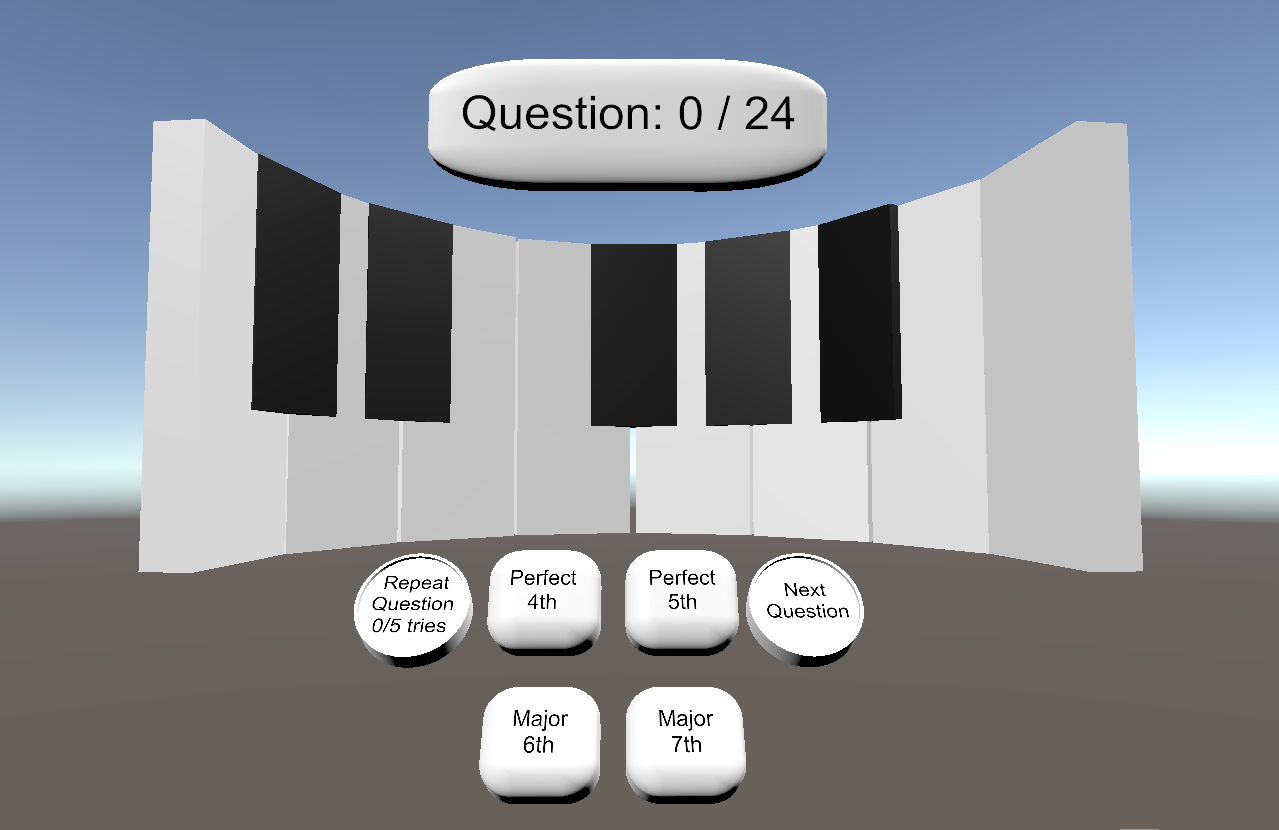 Question: 0 / 24
Repeat
Question
0/5 tries
Perfect
4th
Perfect
5th
Next
Question
Major
6th
Major
7th